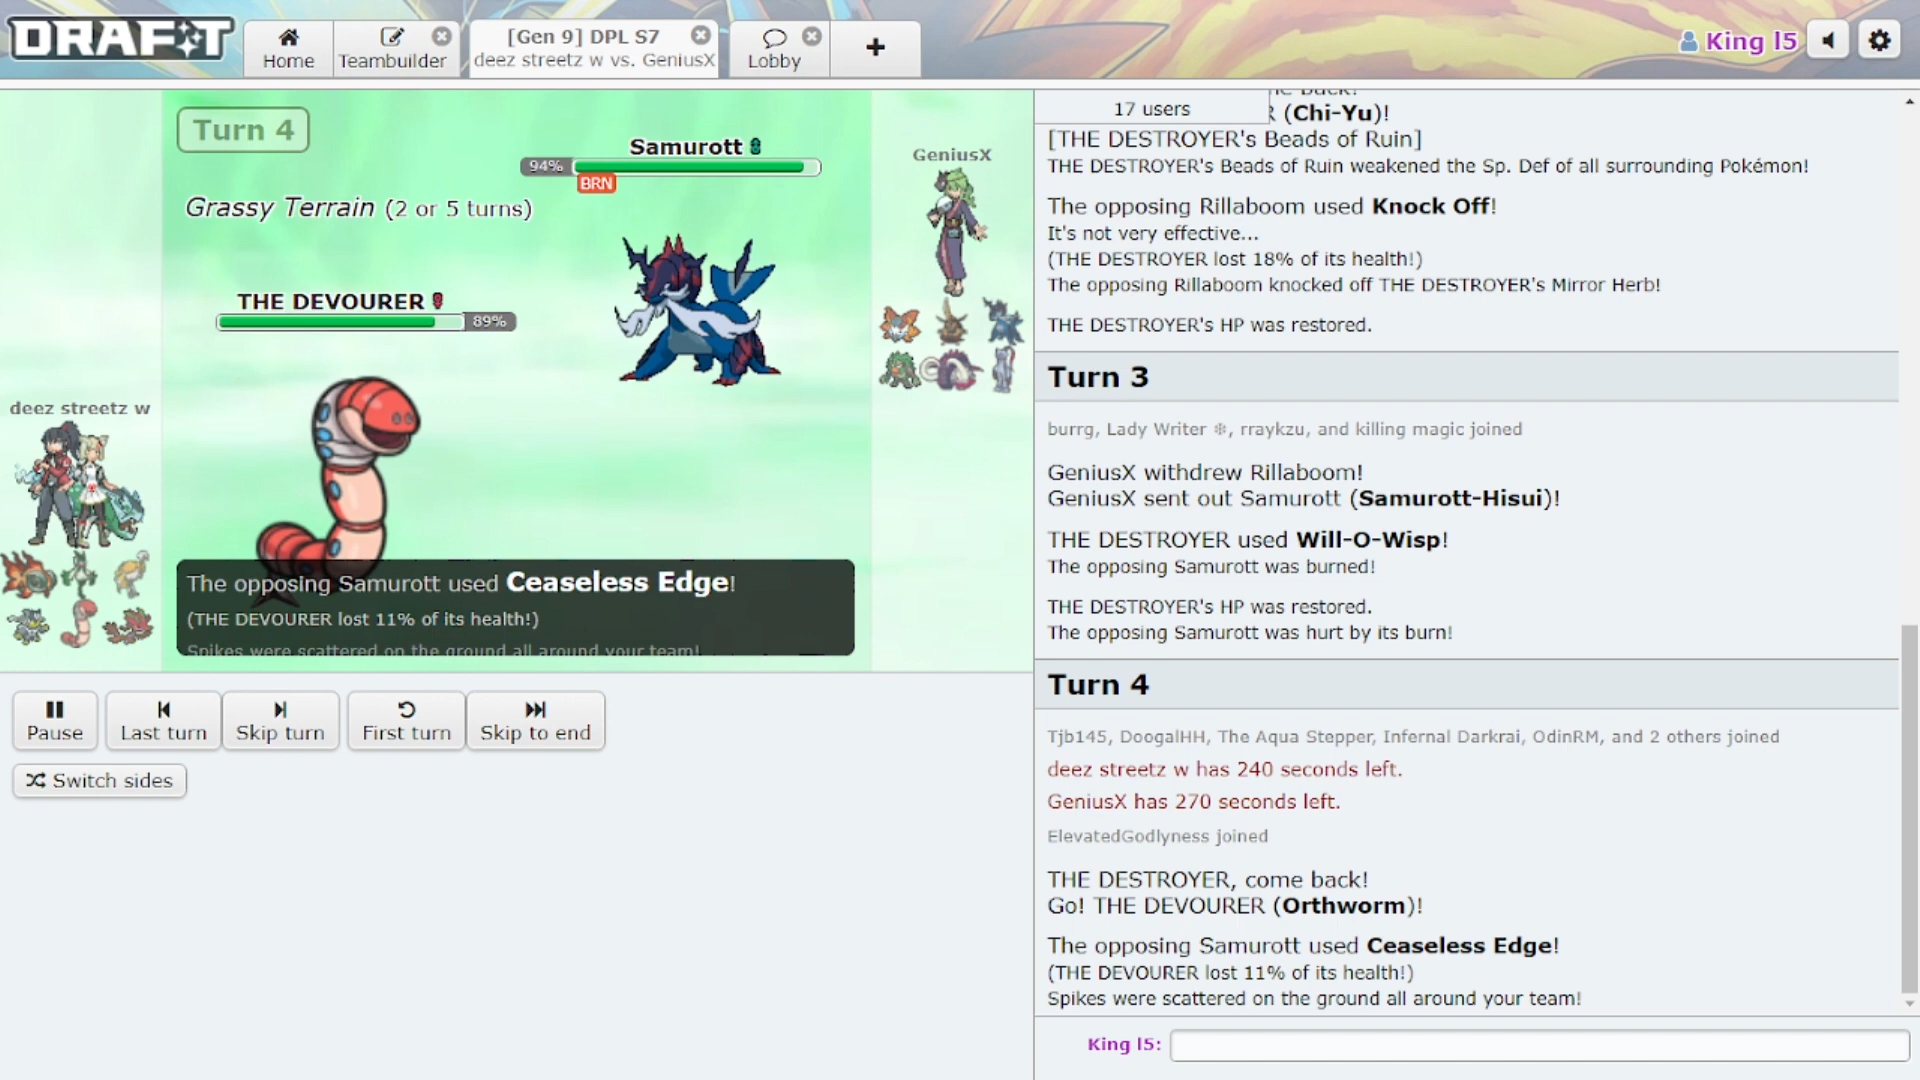 DRAFT
Home
Teambuilder
[Gen 9] DPL S7
deez streetz w vs. GeniusX
Lobby
King l5
Turn 4
Samurott
94%
BRN
Grassy Terrain (2 or 5 turns)
THE DEVOURER
89%
GeniusX
deez streetz w
The opposing Samurott used Ceaseless Edge!
(THE DEVOURER lost 11% of its health!)
Spikes were scattered on the ground all around your team!
Pause
Last turn
Skip turn
First turn
Skip to end
Switch sides
17 users
(Chi-Yu)!
[THE DESTROYER's Beads of Ruin]
THE DESTROYER's Beads of Ruin weakened the Sp. Def of all surrounding Pokémon!
The opposing Rillaboom used Knock Off!
It's not very effective...
(THE DESTROYER lost 18% of its health!)
The opposing Rillaboom knocked off THE DESTROYER's Mirror Herb!
THE DESTROYER's HP was restored.
Turn 3
burrg, Lady Writer ❄, rraykzu, and killing magic joined
GeniusX withdrew Rillaboom!
GeniusX sent out Samurott (Samurott-Hisui)!
THE DESTROYER used Will-O-Wisp!
The opposing Samurott was burned!
THE DESTROYER's HP was restored.
The opposing Samurott was hurt by its burn!
Turn 4
Tjb145, DoogalHH, The Aqua Stepper, Infernal Darkrai, OdinRM, and 2 others joined
deez streetz w has 240 seconds left.
GeniusX has 270 seconds left.
ElevatedGodlyness joined
THE DESTROYER, come back!
Go! THE DEVOURER (Orthworm)!
The opposing Samurott used Ceaseless Edge!
(THE DEVOURER lost 11% of its health!)
Spikes were scattered on the ground all around your team!
King l5: